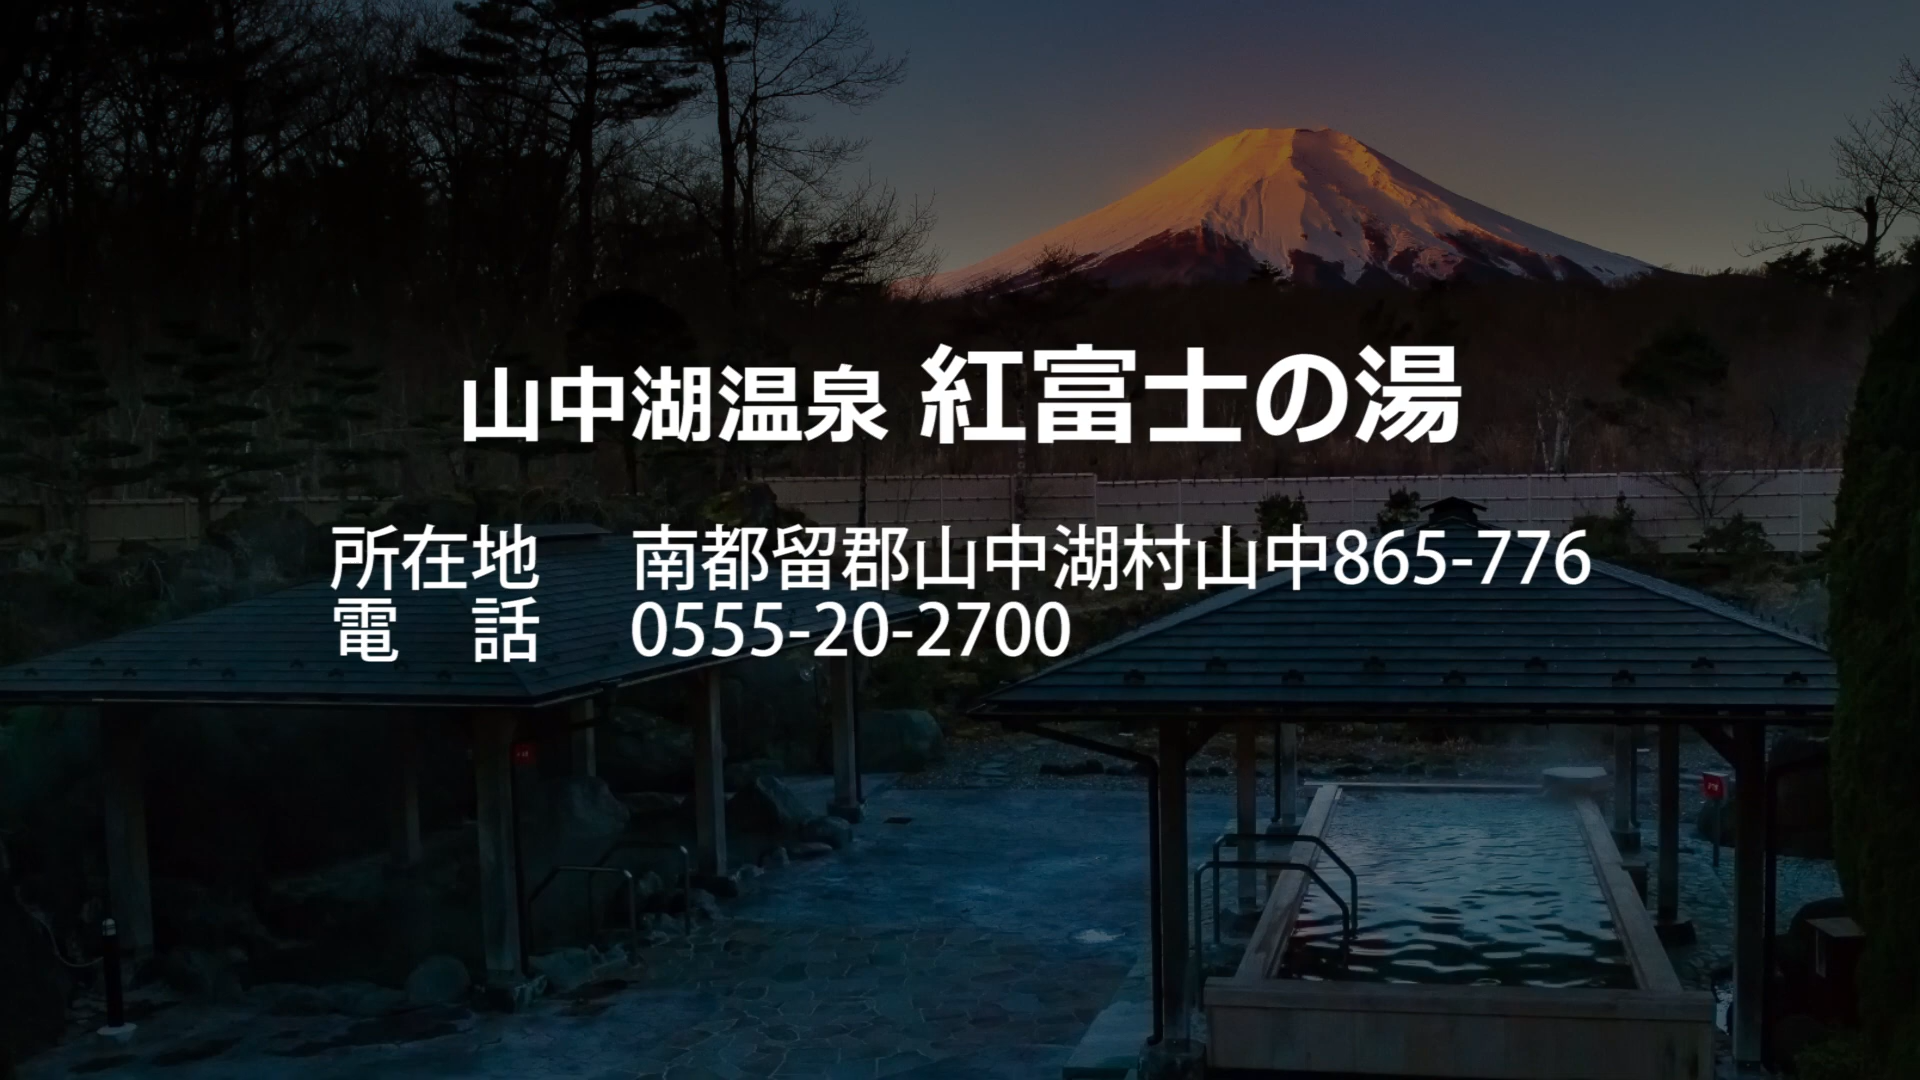 山中湖温泉 紅富士の湯
所在地 南都留郡山中湖村山中865-776
電 話 0555-20-2700